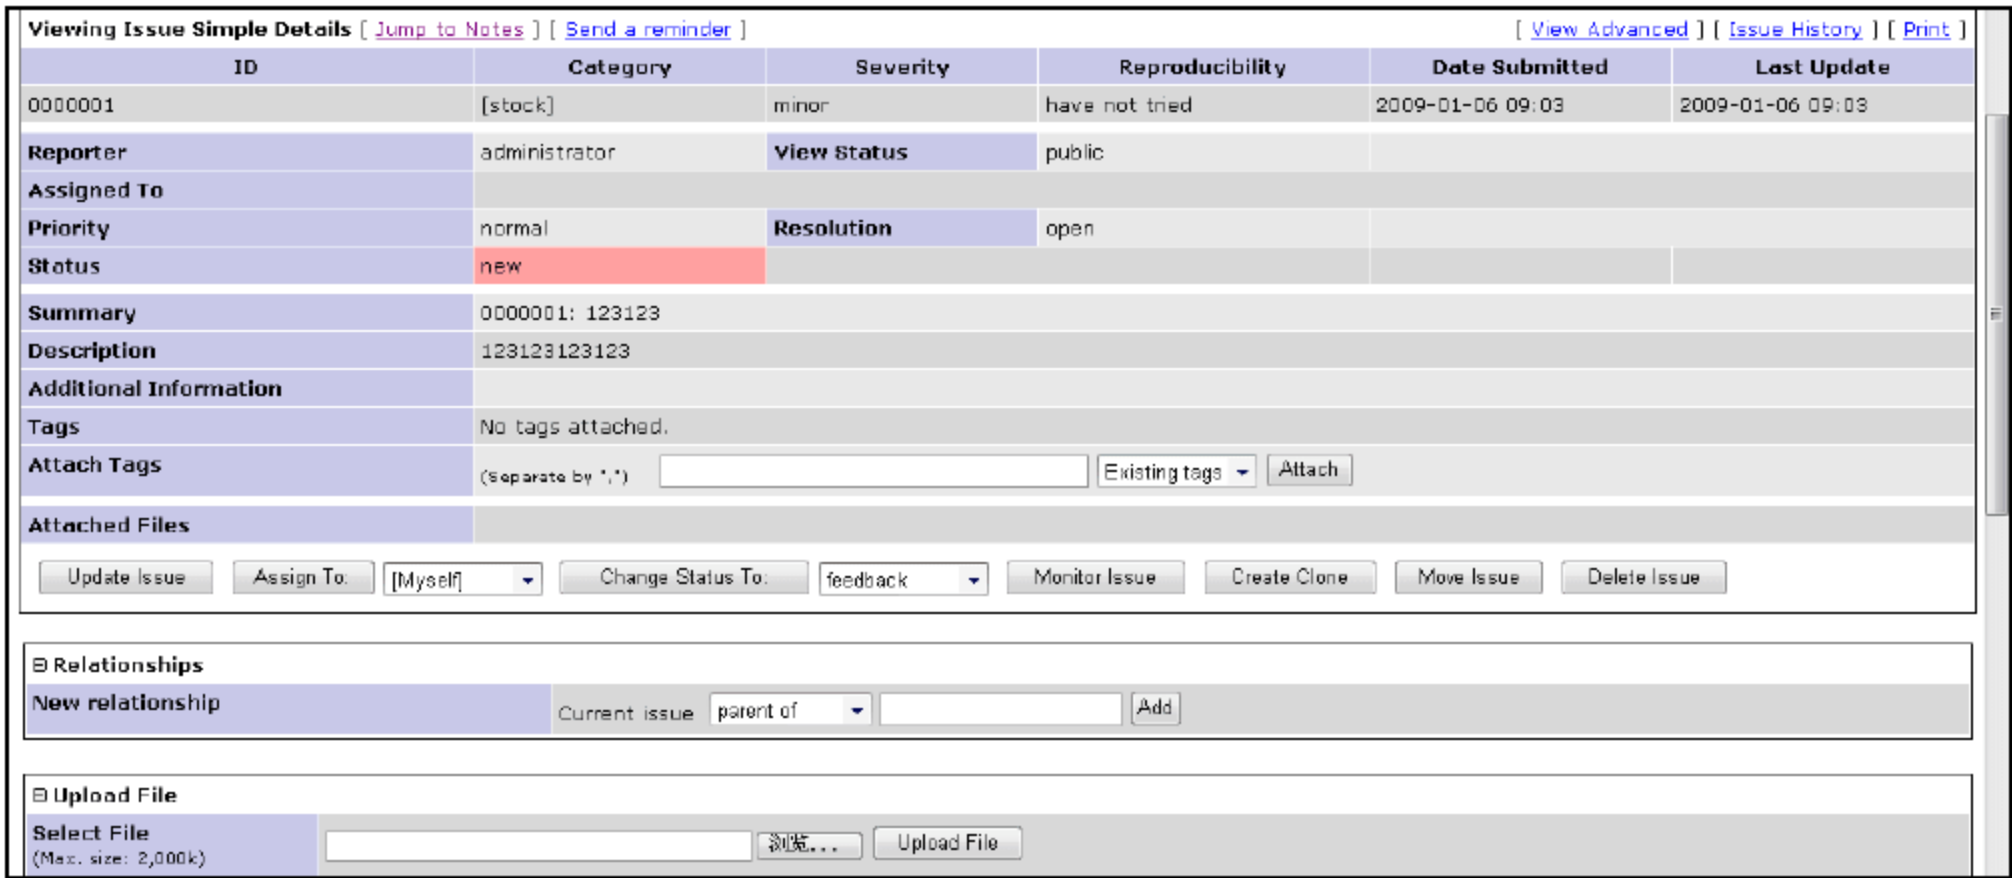 Viewing Issue Simple Details [ Jump to Notes ] [ Send a reminder ] [ View Advanced ] [ Issue History ] [ Print ]
ID Category Severity Reproducibility Date Submitted Last Update
0000001 [stock] minor have not tried 2009-01-06 09:03 2009-01-06 09:03
Reporter administrator View Status public
Assigned To
Priority normal Resolution open
Status new
Summary 0000001: 123123
Description 123123123123
Additional Information
Tags No tags attached.
Attach Tags (Separate by ",") Existing tags Attach
Attached Files
Update Issue Assign To: [Myself] Change Status To: feedback Monitor Issue Create Clone Move Issue Delete Issue
Relationships
New relationship Current issue parent of Add
Upload File
Select File 浏览... Upload File
(Max. size: 2,000k)